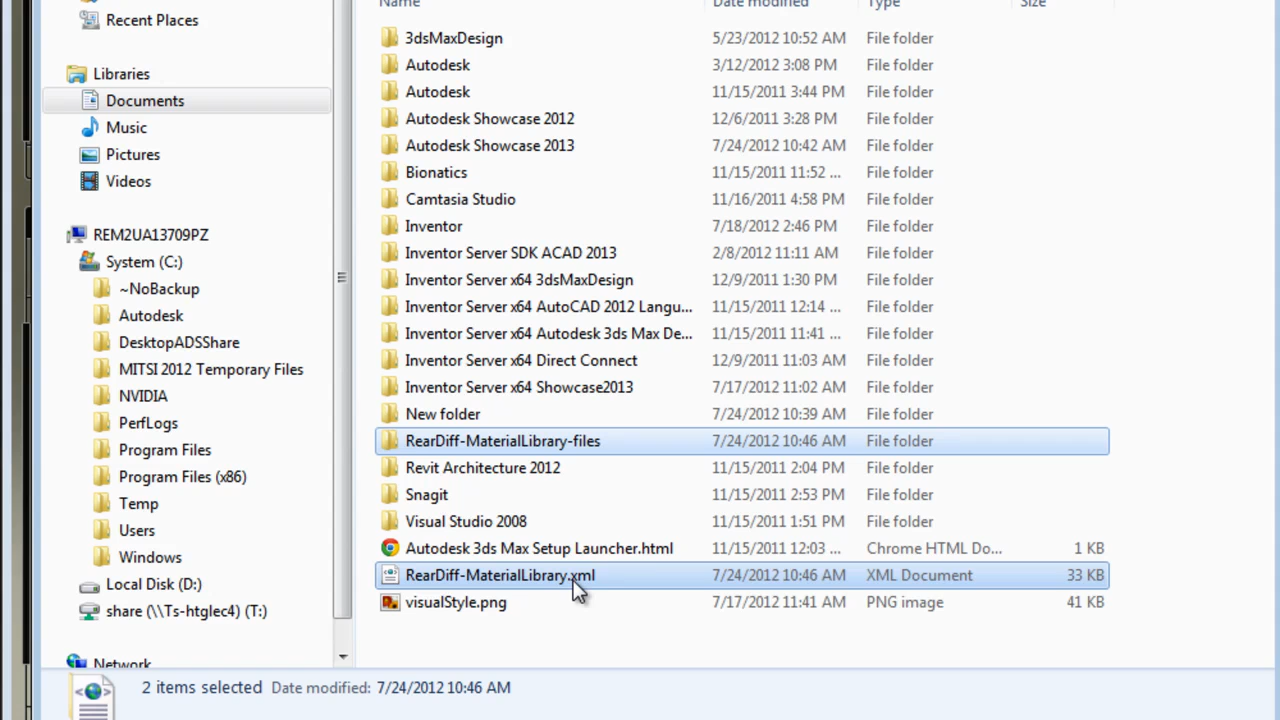 Name Date modified Type Size
Recent Places
Libraries
Documents
Music
Pictures
Videos
REM2UA13709PZ
System (C:)
~NoBackup
Autodesk
DesktopADSShare
MITSI 2012 Temporary Files
NVIDIA
PerfLogs
Program Files
Program Files (x86)
Temp
Users
Windows
Local Disk (D:)
share (\\Ts-htglec4) (T:)
Network
3dsMaxDesign 5/23/2012 10:52 AM File folder
Autodesk 3/12/2012 3:08 PM File folder
Autodesk 11/15/2011 3:44 PM File folder
Autodesk Showcase 2012 12/6/2011 3:28 PM File folder
Autodesk Showcase 2013 7/24/2012 10:42 AM File folder
Bionatics 11/15/2011 11:52 ... File folder
Camtasia Studio 11/16/2011 4:58 PM File folder
Inventor 7/18/2012 2:46 PM File folder
Inventor Server SDK ACAD 2013 2/8/2012 11:11 AM File folder
Inventor Server x64 3dsMaxDesign 12/9/2011 1:30 PM File folder
Inventor Server x64 AutoCAD 2012 Langu... 11/15/2011 12:14 ... File folder
Inventor Server x64 Autodesk 3ds Max De... 11/15/2011 11:41 ... File folder
Inventor Server x64 Direct Connect 12/9/2011 11:03 AM File folder
Inventor Server x64 Showcase2013 7/17/2012 11:02 AM File folder
New folder 7/24/2012 10:39 AM File folder
RearDiff-MaterialLibrary-files 7/24/2012 10:46 AM File folder
Revit Architecture 2012 11/15/2011 2:04 PM File folder
Snagit 11/15/2011 2:53 PM File folder
Visual Studio 2008 11/15/2011 1:51 PM File folder
Autodesk 3ds Max Setup Launcher.html 11/15/2011 12:03 ... Chrome HTML Do... 1 KB
RearDiff-MaterialLibrary.xml 7/24/2012 10:46 AM XML Document 33 KB
visualStyle.png 7/17/2012 11:41 AM PNG image 41 KB
2 items selected Date modified: 7/24/2012 10:46 AM